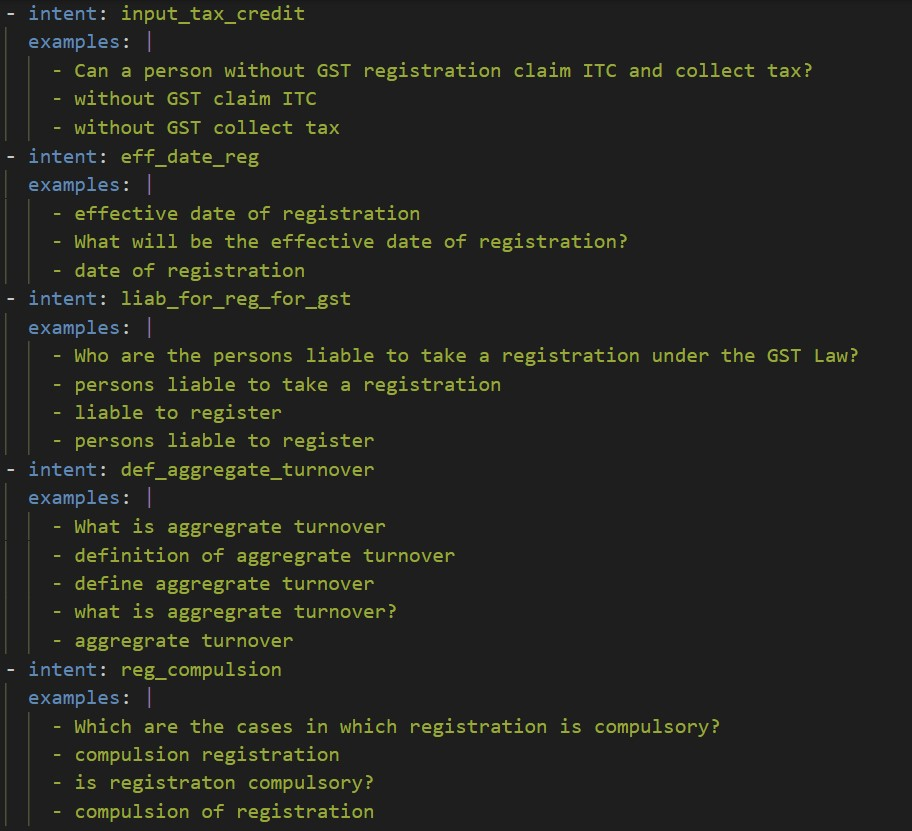 - intent: input_tax_credit
examples: |
- Can a person without GST registration claim ITC and collect tax?
- without GST claim ITC
- without GST collect tax
- intent: eff_date_reg
examples: |
- effective date of registration
- What will be the effective date of registration?
- date of registration
- intent: liab_for_reg_for_gst
examples: |
- Who are the persons liable to take a registration under the GST Law?
- persons liable to take a registration
- liable to register
- persons liable to register
- intent: def_aggregate_turnover
examples: |
- What is aggregrate turnover
- definition of aggregrate turnover
- define aggregrate turnover
- what is aggregrate turnover?
- aggregrate turnover
- intent: reg_compulsion
examples: |
- Which are the cases in which registration is compulsory?
- compulsion registration
- is registraton compulsory?
- compulsion of registration